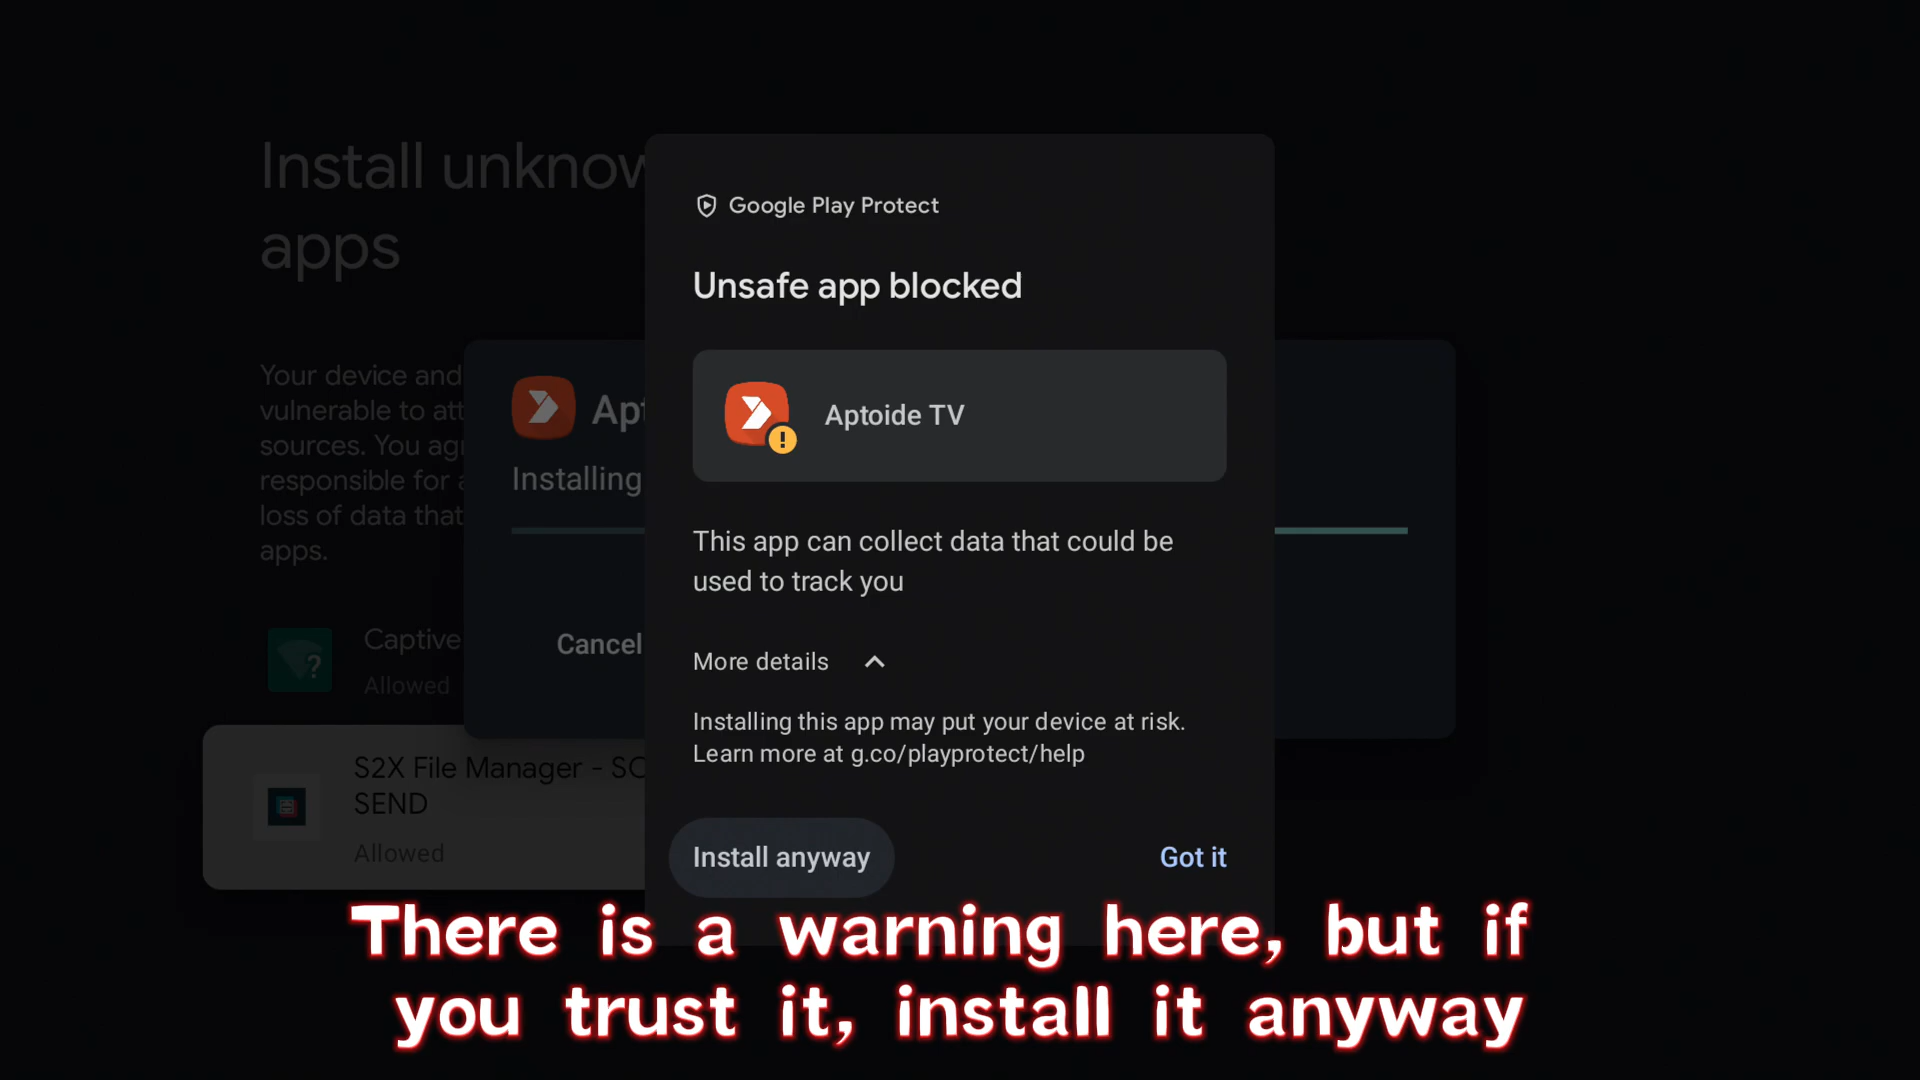 Install unknow
apps
Your device and
vulnerable to att
sources. You agr
responsible for a
loss of data that
apps.
Captive
Allowed
S2X File Manager - SC
SEND
Allowed
Apt
Installing
Cancel
Google Play Protect
Unsafe app blocked
Aptoide TV
This app can collect data that could be
used to track you
More details
Installing this app may put your device at risk.
Learn more at g.co/playprotect/help
Install anyway
Got it
There is a warning here, but if
you trust it, install it anyway